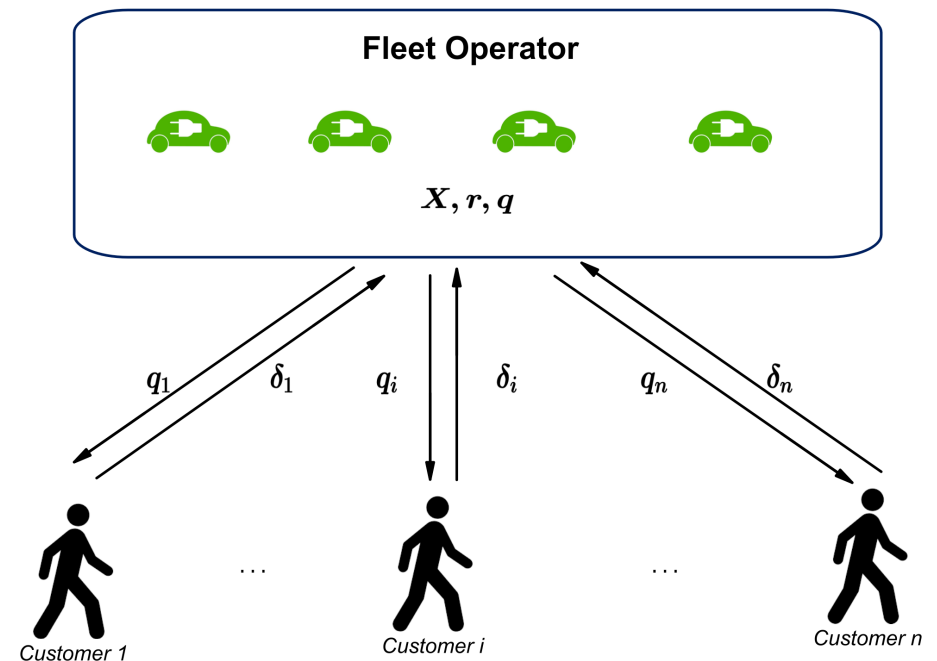 Fleet Operator
X, r, q
q₁ δ₁ qᵢ δᵢ qₙ δₙ
... ...
Customer 1 Customer i Customer n